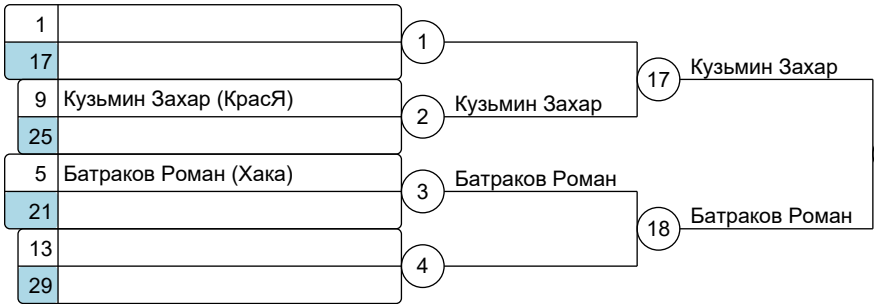 1
17
1
9 Кузьмин Захар (КрасЯ)
25
2 Кузьмин Захар
17 Кузьмин Захар
5 Батраков Роман (Хака)
21
3 Батраков Роман
13
29
4
18 Батраков Роман